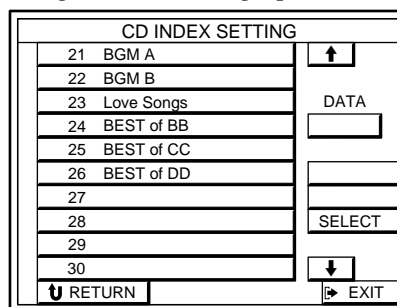 CD INDEX SETTING
21 BGM A
22 BGM B
23 Love Songs
24 BEST of BB
25 BEST of CC
26 BEST of DD
27
28
29
30
DATA
SELECT
RETURN
EXIT